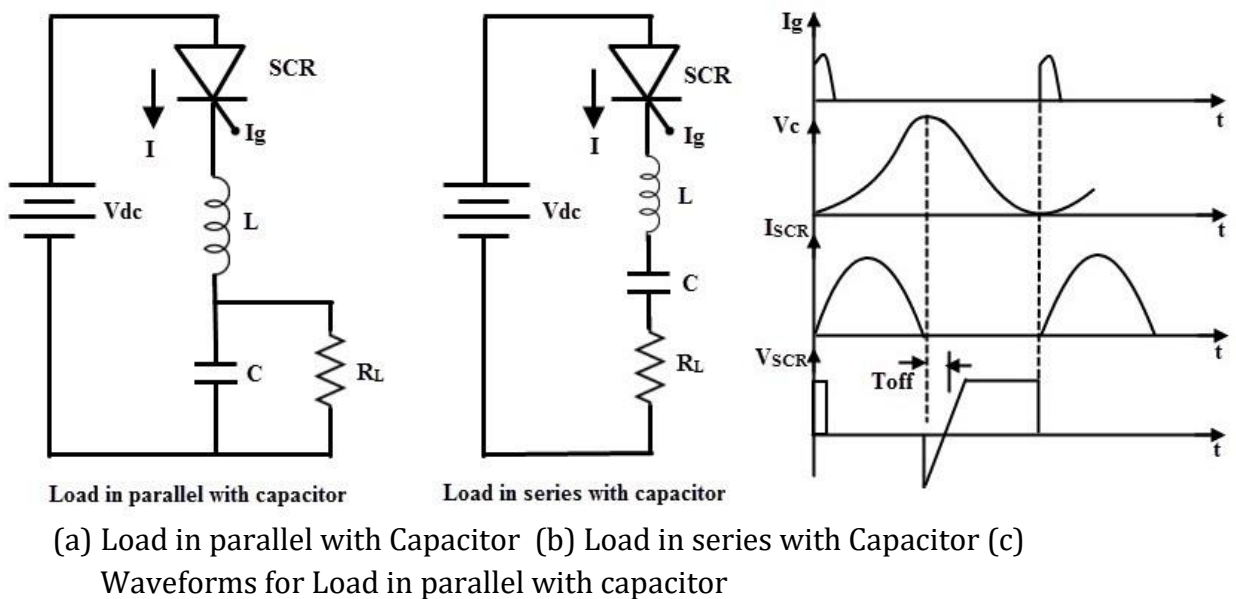 SCR
Ig
I
Vdc
L
C
RL
Load in parallel with capacitor
SCR
Ig
I
Vdc
L
C
RL
Load in series with capacitor
Ig
t
Vc
t
ISCR
t
VSCR
Toff
t
(a) Load in parallel with Capacitor (b) Load in series with Capacitor (c)
Waveforms for Load in parallel with capacitor